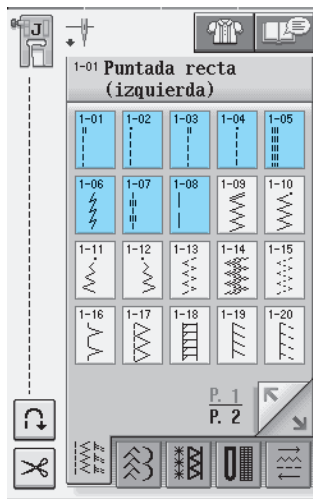 J
1-01 Puntada recta
(izquierda)
1-01 1-02 1-03 1-04 1-05
1-06 1-07 1-08 1-09 1-10
1-11 1-12 1-13 1-14 1-15
1-16 1-17 1-18 1-19 1-20
P. 1
P. 2